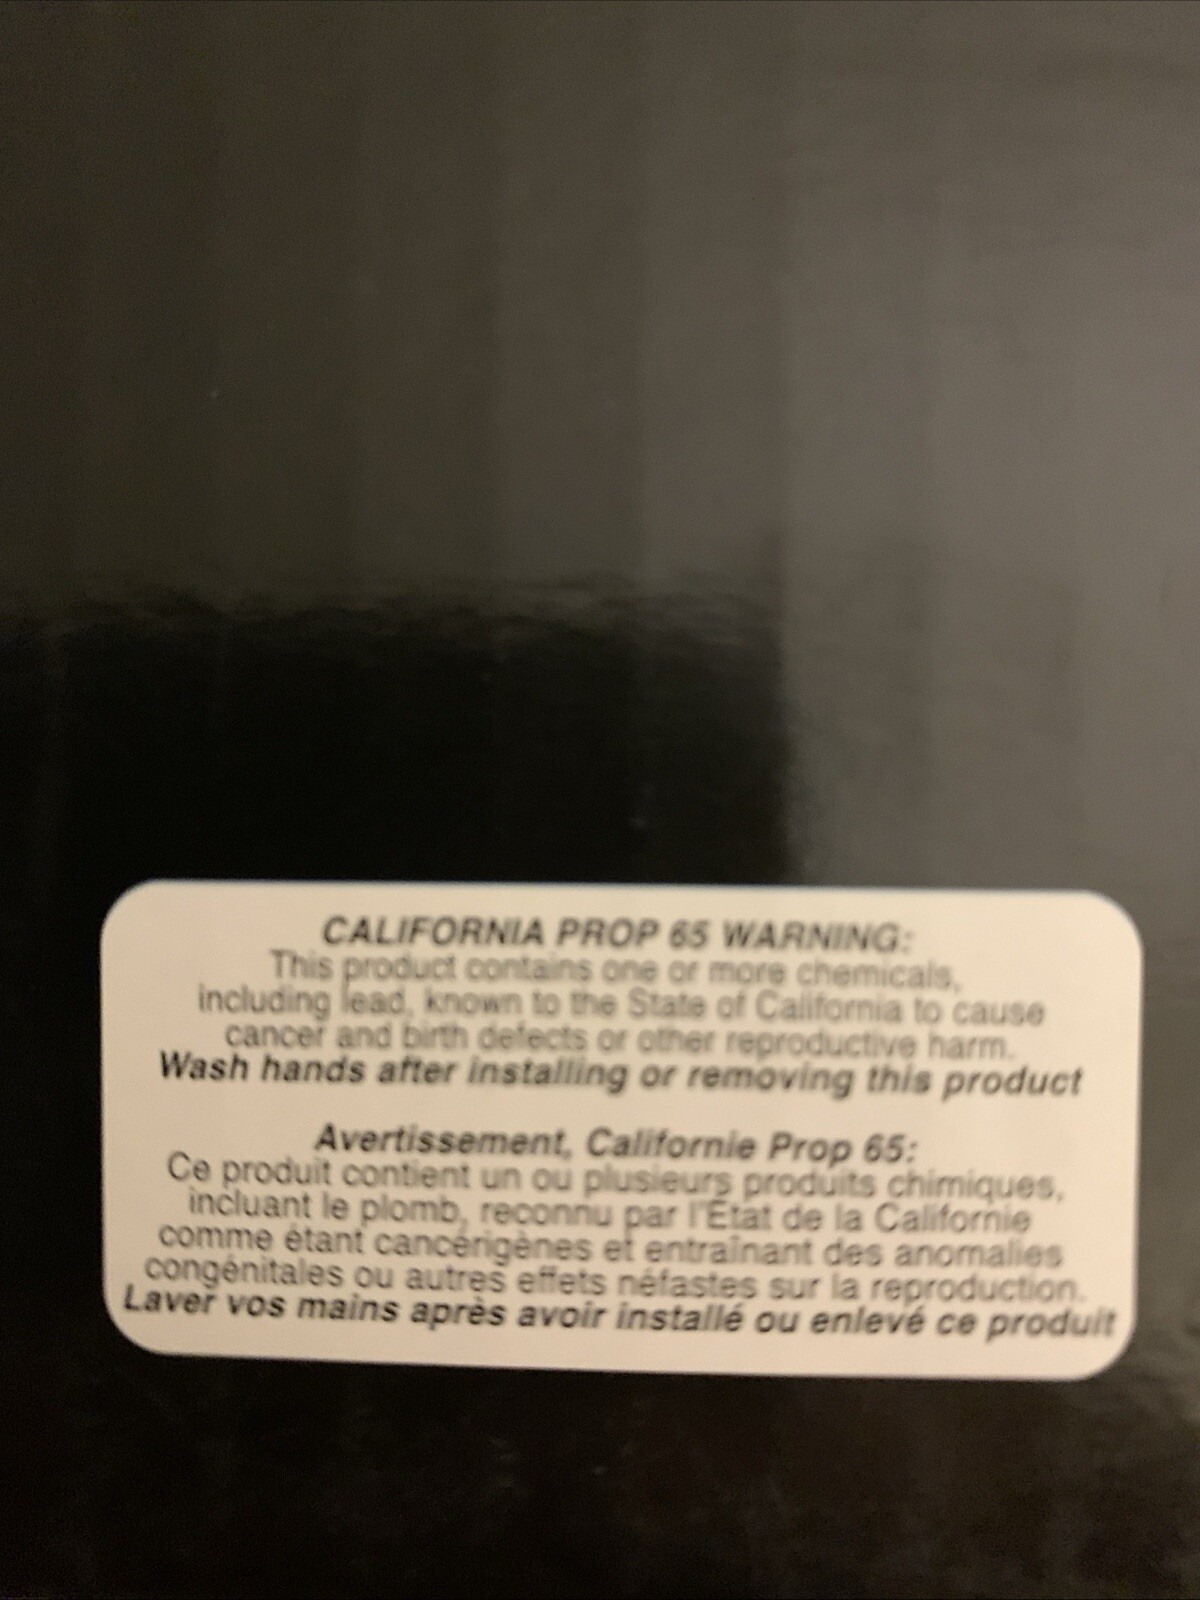 CALIFORNIA PROP 65 WARNING:
This product contains one or more chemicals,
including lead, known to the State of California to cause
cancer and birth defects or other reproductive harm.
Wash hands after installing or removing this product
Avertissement, Californie Prop 65:
Ce produit contient un ou plusieurs produits chimiques,
incluant le plomb, reconnu par l'État de la Californie
comme étant cancérigènes et entraînant des anomalies
congénitales ou autres effets néfastes sur la reproduction.
Laver vos mains après avoir installé ou enlevé ce produit